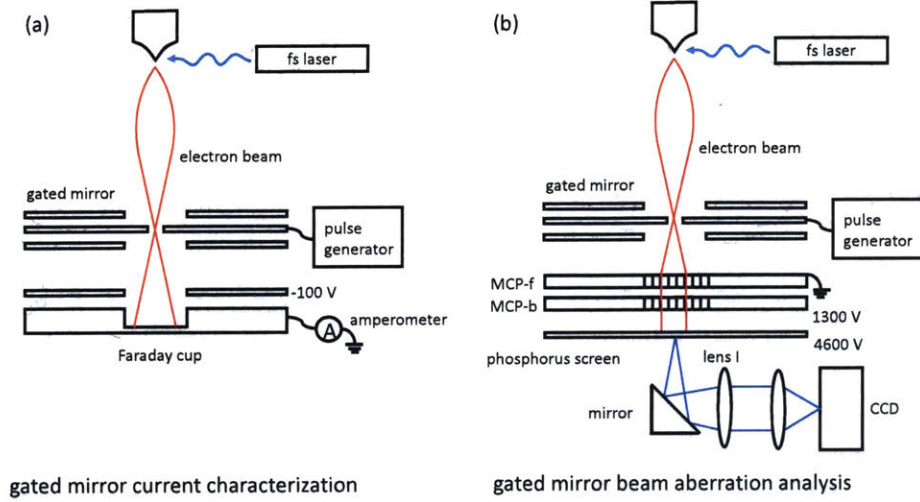 (a)
fs laser
electron beam
gated mirror
pulse
generator
-100 V
A
amperometer
Faraday cup
gated mirror current characterization
(b)
fs laser
electron beam
gated mirror
pulse
generator
MCP-f
MCP-b
1300 V
4600 V
phosphorus screen
lens I
mirror
CCD
gated mirror beam aberration analysis